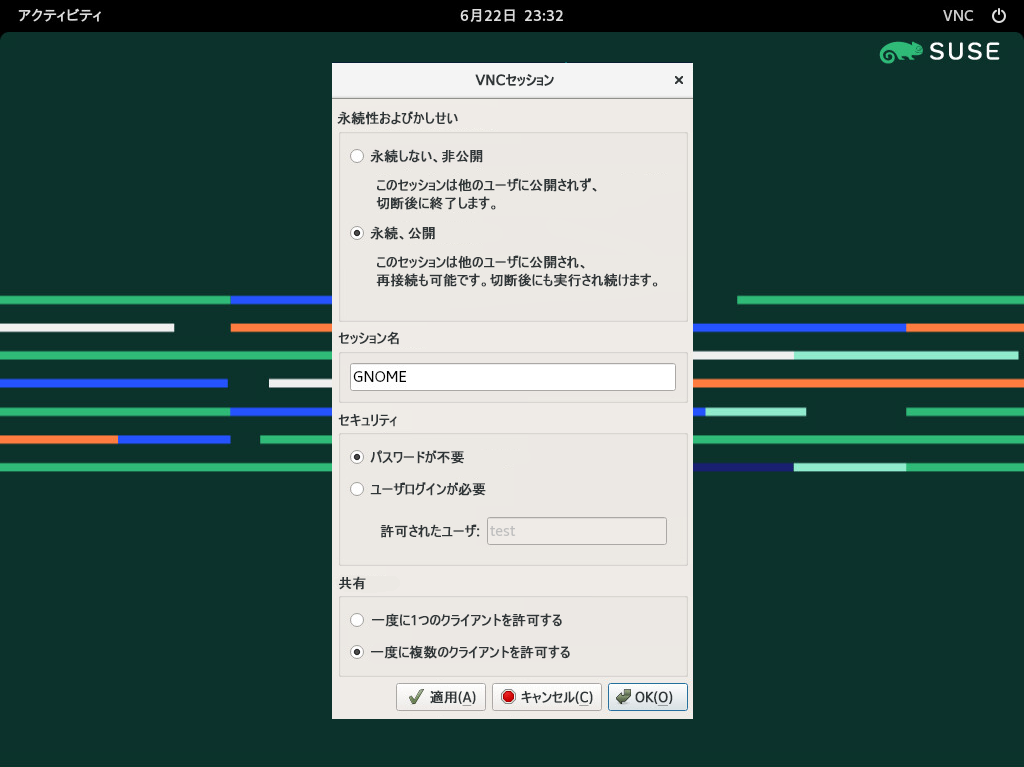 アクティビティ
6月22日 23:32
VNC
SUSE
VNCセッション
永続性およびかしせい
永続しない、非公開
このセッションは他のユーザに公開されず、
切断後に終了します。
永続、公開
このセッションは他のユーザに公開され、
再接続も可能です。切断後にも実行され続けます。
セッション名
GNOME
セキュリティ
パスワードが不要
ユーザログインが必要
許可されたユーザ: test
共有
一度に1つのクライアントを許可する
一度に複数のクライアントを許可する
適用(A) キャンセル(C) OK(O)